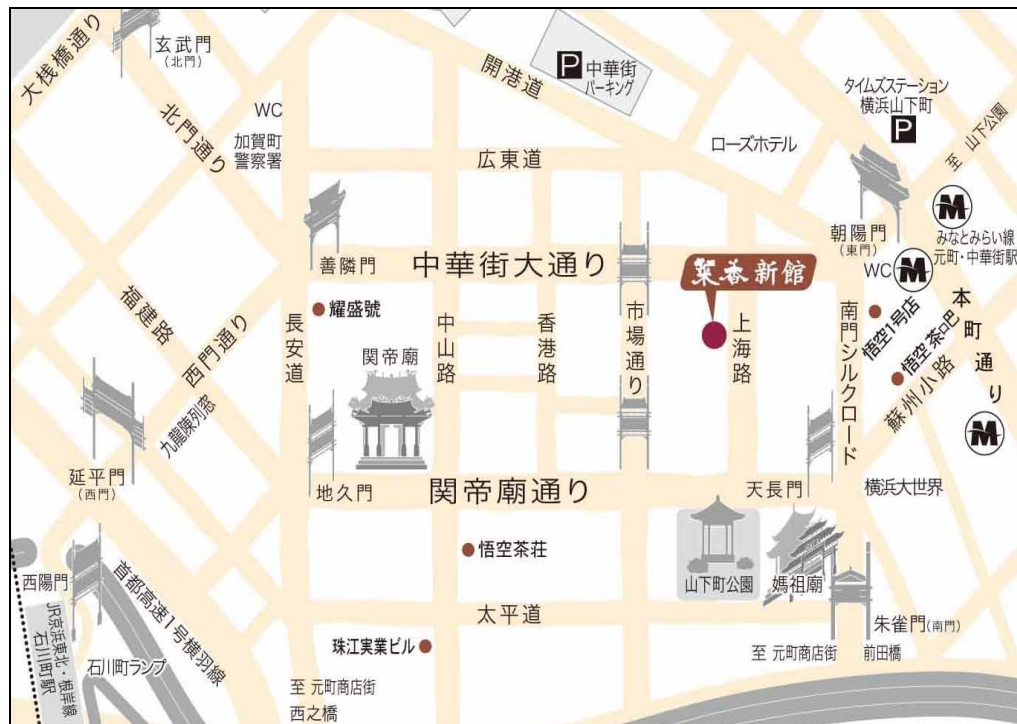 大桟橋通り
玄武門
(北門)
北門通り
WC
加賀町
警察署
開港道
P 中華街
パーキング
タイムズステーション
横浜山下町
P
至 山下公園
ローズホテル
広東道
善隣門
中華街大通り
菜香新館
朝陽門
(東門)
WC
みなとみらい線
元町・中華街駅
福建路
西門通り
長安道
耀盛號
中山路
香港路
市場通り
上海路
南門シルクロード
悟空1号店
悟空茶口巴
本町通り
蘇州小路
関帝廟
九龍陳列窓
延平門
(西門)
地久門
関帝廟通り
天長門
横浜大世界
悟空茶荘
山下町公園
媽祖廟
西陽門
首都高速1号横羽線
太平道
朱雀門(南門)
JR京浜東北・根岸線
石川町駅
石川町ランプ
珠江実業ビル
至 元町商店街
西之橋
至 元町商店街
前田橋